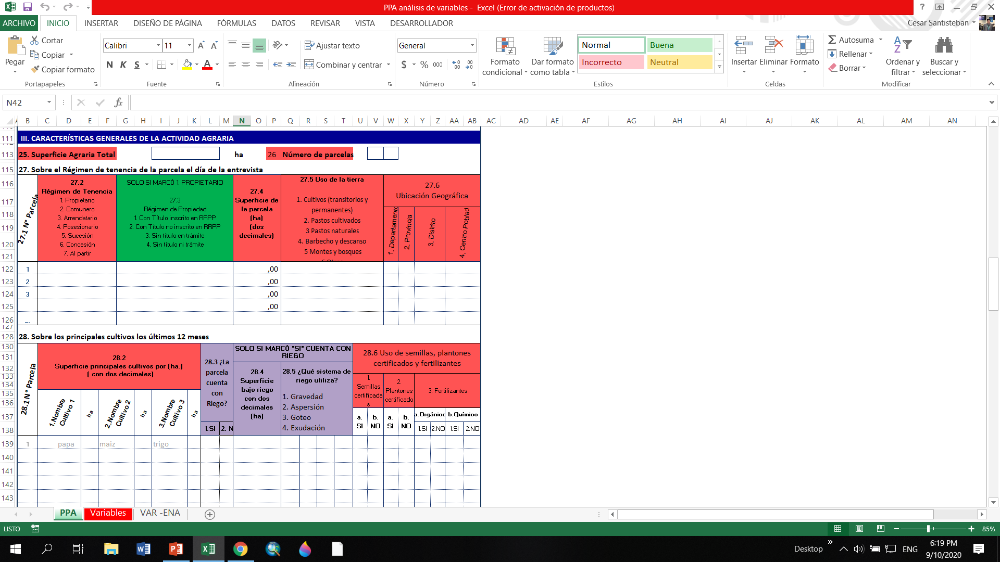 PPA análisis de variables - Excel (Error de activación de productos)
ARCHIVO INICIO INSERTAR DISEÑO DE PÁGINA FÓRMULAS DATOS REVISAR VISTA DESARROLLADOR Cesar Santisteban
Pegar
Cortar
Copiar
Copiar formato
Portapapeles
Calibri 11
N K S
Fuente
Ajustar texto
Combinar y centrar
Alineación
General
$ % 000
Número
Formato condicional
Dar formato como tabla
Normal Buena
Incorrecto Neutral
Estilos
Insertar Eliminar Formato
Celdas
Autosuma
Rellenar
Borrar
Ordenar y filtrar
Buscar y seleccionar
Modificar
N42
fx
A B C D E F G H I J K L M N O P Q R S T U V W X Y Z AA AB AC AD AE AF AG AH AI AJ AK AL AM AN
111 III. CARACTERÍSTICAS GENERALES DE LA ACTIVIDAD AGRARIA
113 25. Superficie Agraria Total ha 26 Número de parcelas
115 27. Sobre el Régimen de tenencia de la parcela el día de la entrevista
116
117
118
119
120
121
27.1 N° Parcela
27.2
Régimen de Tenencia
1. Propietario
2. Comunero
3. Arrendatario
4. Posesionario
5. Sucesión
6. Concesión
7. Al partir
SOLO SI MARCÓ 1. PROPIETARIO
27.3
Régimen de Propiedad
1. Con Título inscrito en RRPP
2. Con Título no inscrito en RRPP
3. Sin título en trámite
4. Sin título ni trámite
27.4
Superficie de
la parcela
(ha)
(dos
decimales)
27.5 Uso de la tierra
1. Cultivos (transitorios y
permanentes)
2. Pastos cultivados
3 Pastos naturales
4. Barbecho y descanso
5 Montes y bosques
27.6
Ubicación Geográfica
1. Departamento
2. Provincia
3. Distrito
4. Centro Poblad
122 1 ,00
123 2 ,00
124 3 ,00
125 ,00
126 ...
127
128 28. Sobre los principales cultivos los últimos 12 meses
130
131
132
133
134
135
136
137
138
28.1 N° Parcela
28.2
Superficie principales cultivos por (ha.)
( con dos decimales)
1.Nombre Cultivo 1
ha
2.Nombre Cultivo 2
ha
3.Nombre Cultivo 3
ha
28.3 ¿La
parcela
cuenta
con
Riego?
1.SI 2. N
SOLO SI MARCÓ "SI" CUENTA CON
RIEGO
28.4
Superficie
bajo riego
con dos
decimales
(ha)
28.5 ¿Qué sistema de
riego utiliza?
1. Gravedad
2. Aspersión
3. Goteo
4. Exudación
28.6 Uso de semillas, plantones
certificados y fertilizantes
1.
Semillas
certificada
s
2.
Plantones
certificado
3. Fertilizantes
a. SI
b. NO
a. SI
b. NO
a.Orgánico b.Químico
1.SI 2.NO 1.SI 2.NO
139 1 papa maiz trigo
140
141
142
143
PPA Variables VAR -ENA
LISTO 85%
Desktop ENG
6:19 PM
9/10/2020